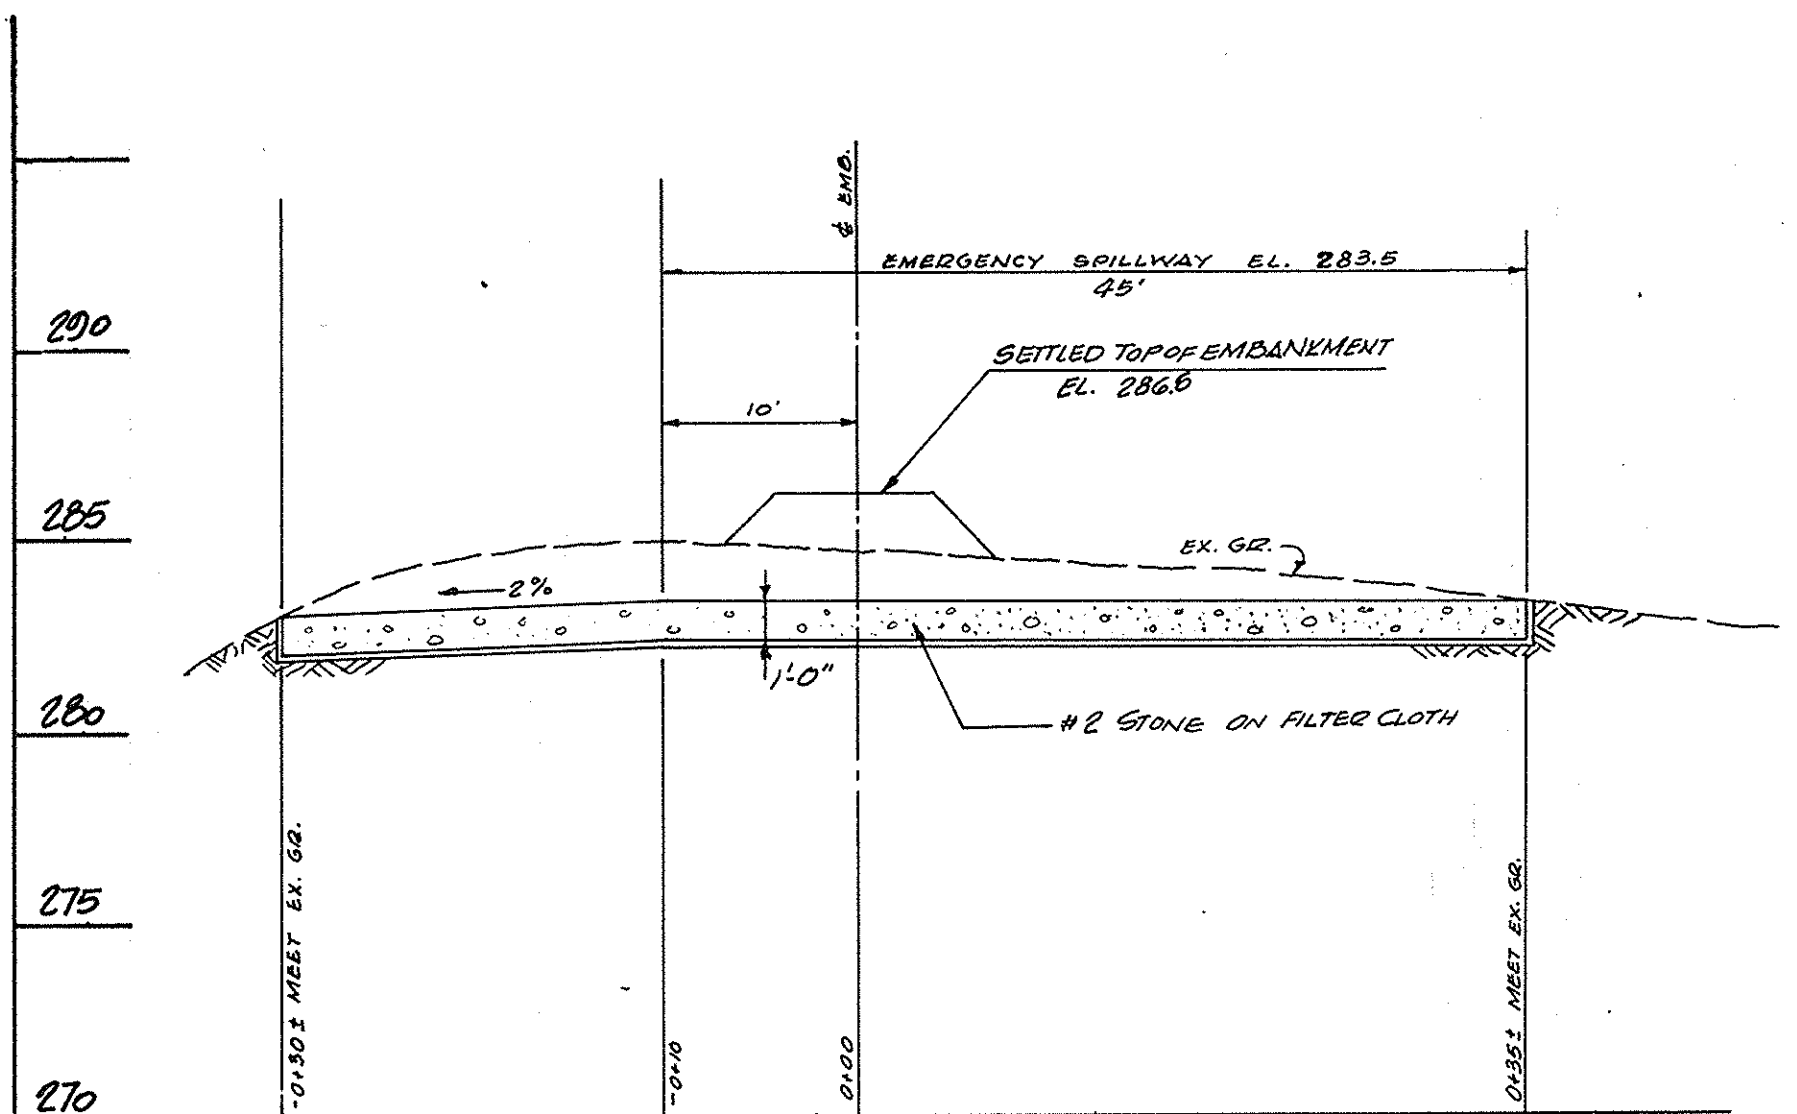 ℄ EMB.
EMERGENCY SPILLWAY EL. 283.5
45'
290
SETTLED TOP OF EMBANKMENT
EL. 286.6
10'
285
EX. GR.
2%
1'-0"
280
#2 STONE ON FILTER CLOTH
275
-0+30± MEET EX. GR.
-0+10
0+00
0+35± MEET EX. GR.
270